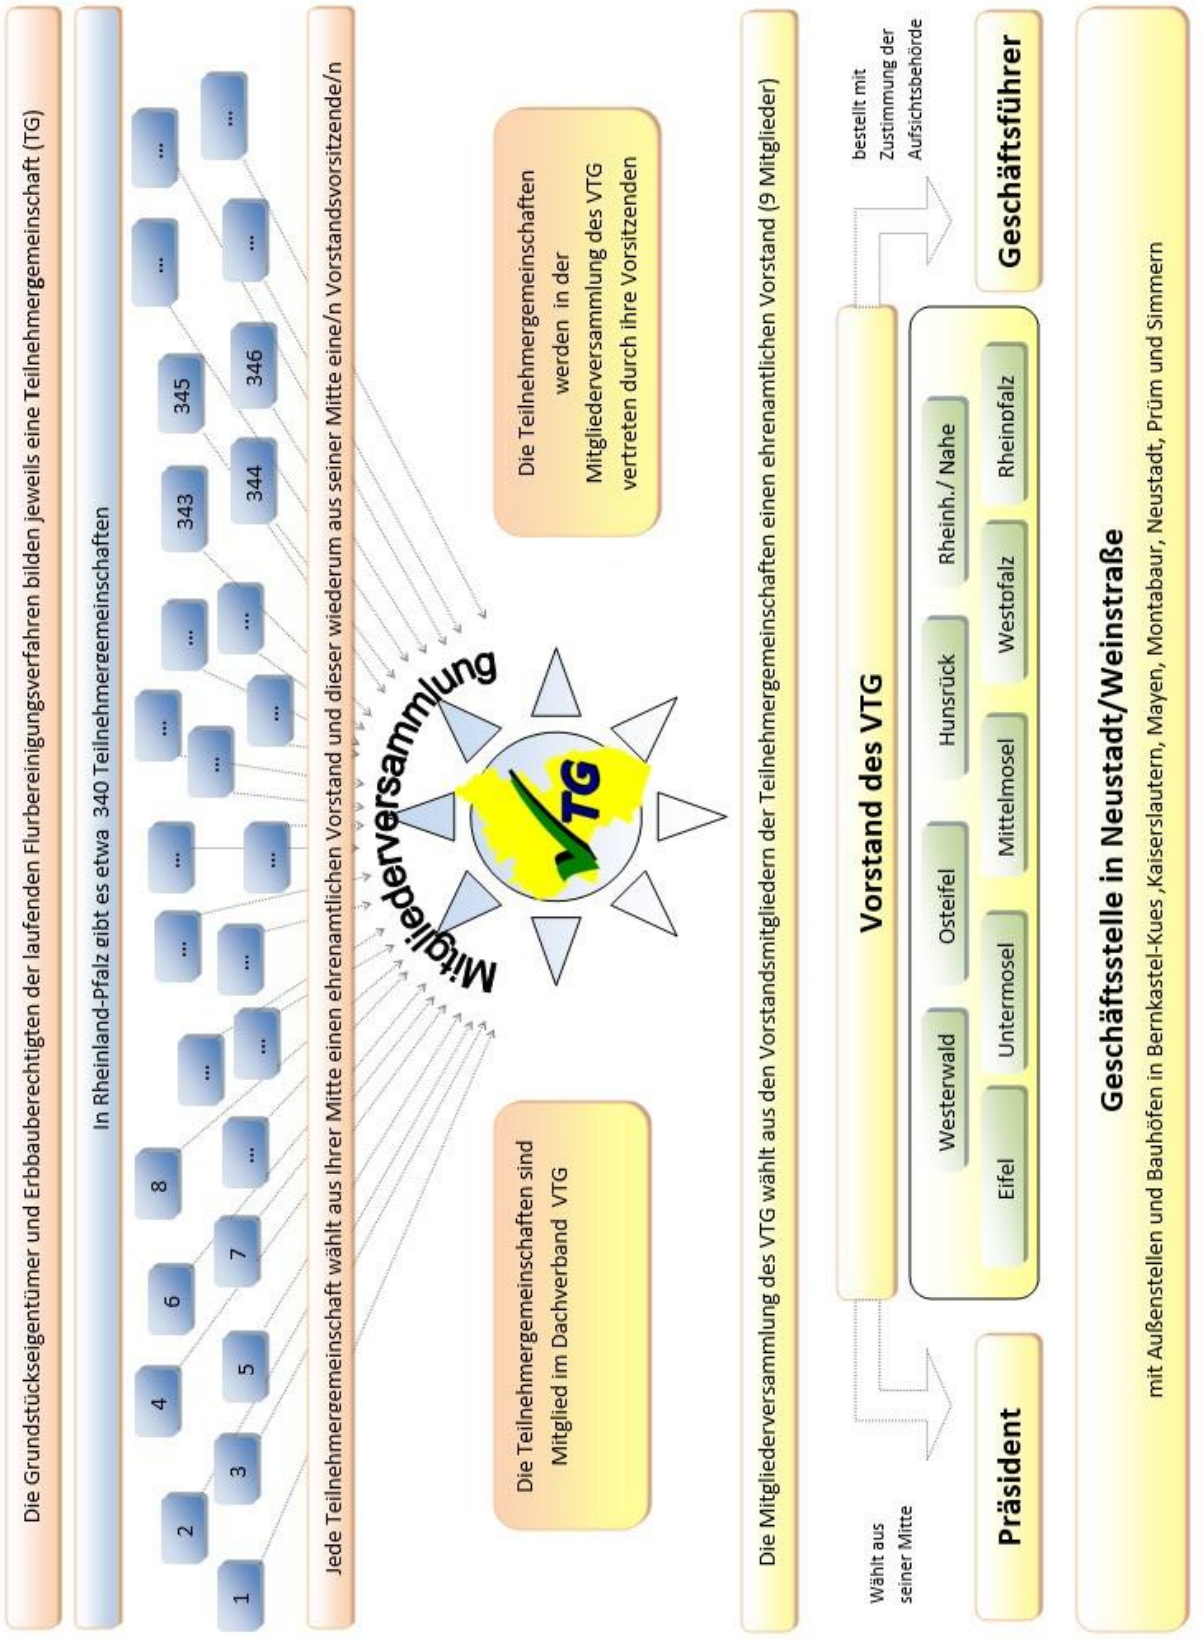 Die Grundstückseigentümer und Erbbauberechtigten der laufenden Flurbereinigungsverfahren bilden jeweils eine Teilnehmergemeinschaft (TG)
In Rheinland-Pfalz gibt es etwa 340 Teilnehmergemeinschaften
1
2
3
4
5
6
7
8
...
...
...
...
...
...
...
...
...
...
...
...
343
344
345
346
...
...
...
...
Jede Teilnehmergemeinschaft wählt aus Ihrer Mitte einen ehrenamtlichen Vorstand und dieser wiederum aus seiner Mitte eine/n Vorstandsvorsitzende/n
Mitgliederversammlung
VTG
Die Teilnehmergemeinschaften sind
Mitglied im Dachverband VTG
Die Teilnehmergemeinschaften
werden in der
Mitgliederversammlung des VTG
vertreten durch ihre Vorsitzenden
Die Mitgliederversammlung des VTG wählt aus den Vorstandsmitgliedern der Teilnehmergemeinschaften einen ehrenamtlichen Vorstand (9 Mitglieder)
Wählt aus
seiner Mitte
Vorstand des VTG
bestellt mit
Zustimmung der
Aufsichtsbehörde
Westerwald
Osteifel
Hunsrück
Rheinh./ Nahe
Eifel
Untermosel
Mittelmosel
Westpfalz
Rheinpfalz
Präsident
Geschäftsführer
Geschäftsstelle in Neustadt/Weinstraße
mit Außenstellen und Bauhöfen in Bernkastel-Kues ,Kaiserslautern, Mayen, Montabaur, Neustadt, Prüm und Simmern